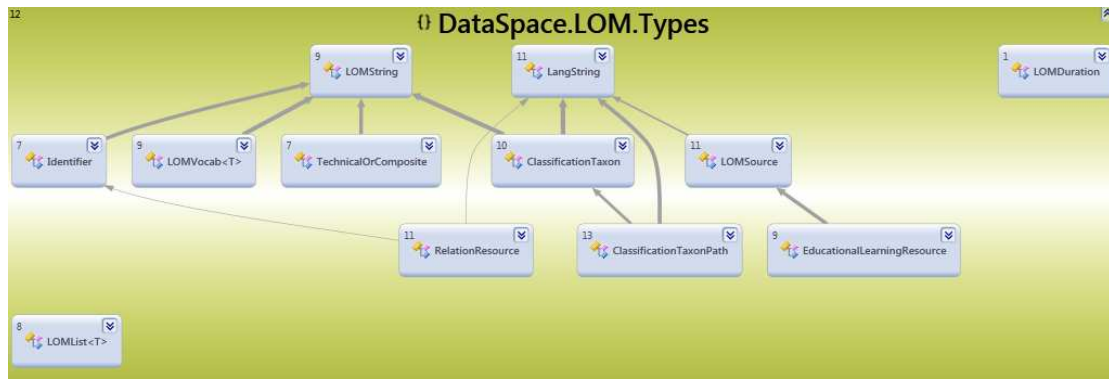 12
{} DataSpace.LOM.Types
9 LOMString
11 LangString
1 LOMDuration
7 Identifier
9 LOMVocab<T>
7 TechnicalOrComposite
10 ClassificationTaxon
11 LOMSource
11 RelationResource
13 ClassificationTaxonPath
9 EducationalLearningResource
8 LOMList<T>